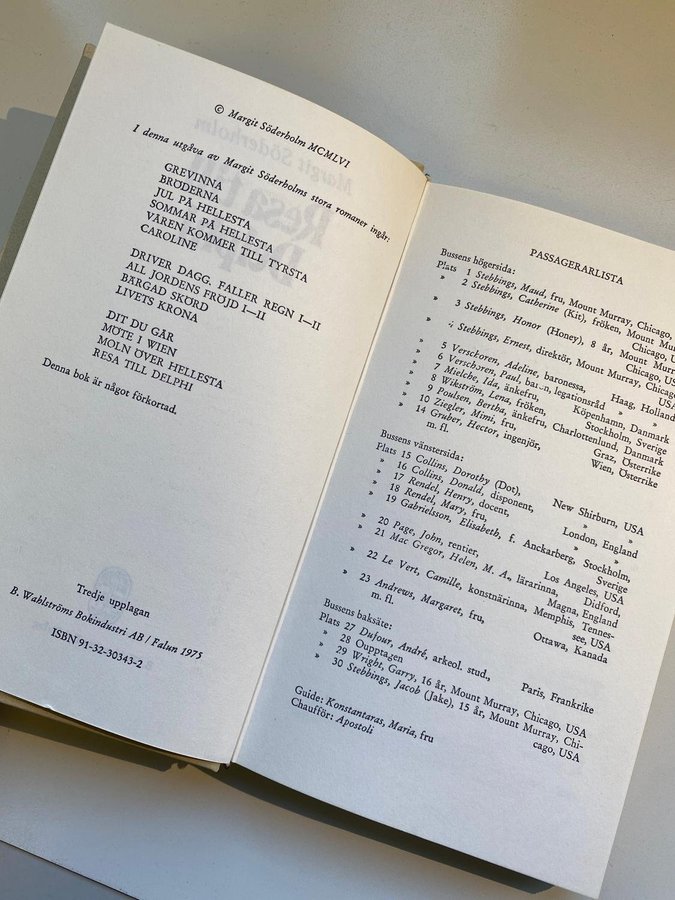 © Margit Söderholm MCMLVI
I denna utgåva av Margit Söderholms stora romaner ingår:
GREVINNA
BRÖDERNA
JUL PÅ HELLESTA
SOMMAR PÅ HELLESTA
VÅREN KOMMER TILL TYRSTA
CAROLINE
DRIVER DAGG, FALLER REGN I—II
ALL JORDENS FRÖJD I—II
BÄRGAD SKÖRD
LIVETS KRONA
DIT DU GÅR
MÖTE I WIEN
MOLN ÖVER HELLESTA
RESA TILL DELPHI
Denna bok är något förkortad.
Tredje upplagan
B. Wahlströms Bokindustri AB / Falun 1975
ISBN 91-32-30343-2
PASSAGERARLISTA
Bussens högersida:
Plats 1 Stebbings, Maud, fru, Mount Murray, Chicago,
» 2 Stebbings, Catherine (Kit), fröken, Mount
Chicago,
» 3 Stebbings, Honor (Honey), 8 år, Mount
Chicago,
» 4 Stebbings, Ernest, direktör, Mount Murray, Chicago,
USA
» 5 Verschoren, Adeline, baronessa, Haag, Holland
» 6 Verschoren, Paul, baron, legationsråd » »
» 7 Mielche, Ida, änkefru, Köpenhamn, Danmark
» 8 Wikström, Lena, fröken, Stockholm, Sverige
» 9 Poulsen, Bertha, änkefru, Charlottenlund, Danmark
» 10 Ziegler, Mimi, fru, Graz, Österrike
» 14 Gruber, Hector, ingenjör, Wien, Österrike
m. fl.
Bussens vänstersida:
Plats 15 Collins, Dorothy (Dot), New Shirburn, USA
» 16 Collins, Donald, disponent, » »
» 17 Rendel, Henry, docent, London, England
» 18 Rendel, Mary, fru, » »
» 19 Gabrielsson, Elisabeth, f. Anckarberg, Stockholm,
Sverige
» 20 Page, John, rentier, Los Angeles, USA
» 21 Mac Gregor, Helen, M. A., lärarinna, Didford,
Magna, England
» 22 Le Vert, Camille, konstnärinna, Memphis, Tennes-
see, USA
» 23 Andrews, Margaret, fru, Ottawa, Kanada
m. fl.
Bussens baksäte:
Plats 27 Dufour, André, arkeol. stud., Paris, Frankrike
» 28 Oupptagen
» 29 Wright, Garry, 16 år, Mount Murray, Chicago, USA
» 30 Stebbings, Jacob (Jake), 15 år, Mount Murray, Chi-
cago, USA
Guide: Konstantaras, Maria, fru
Chaufför: Apostoli